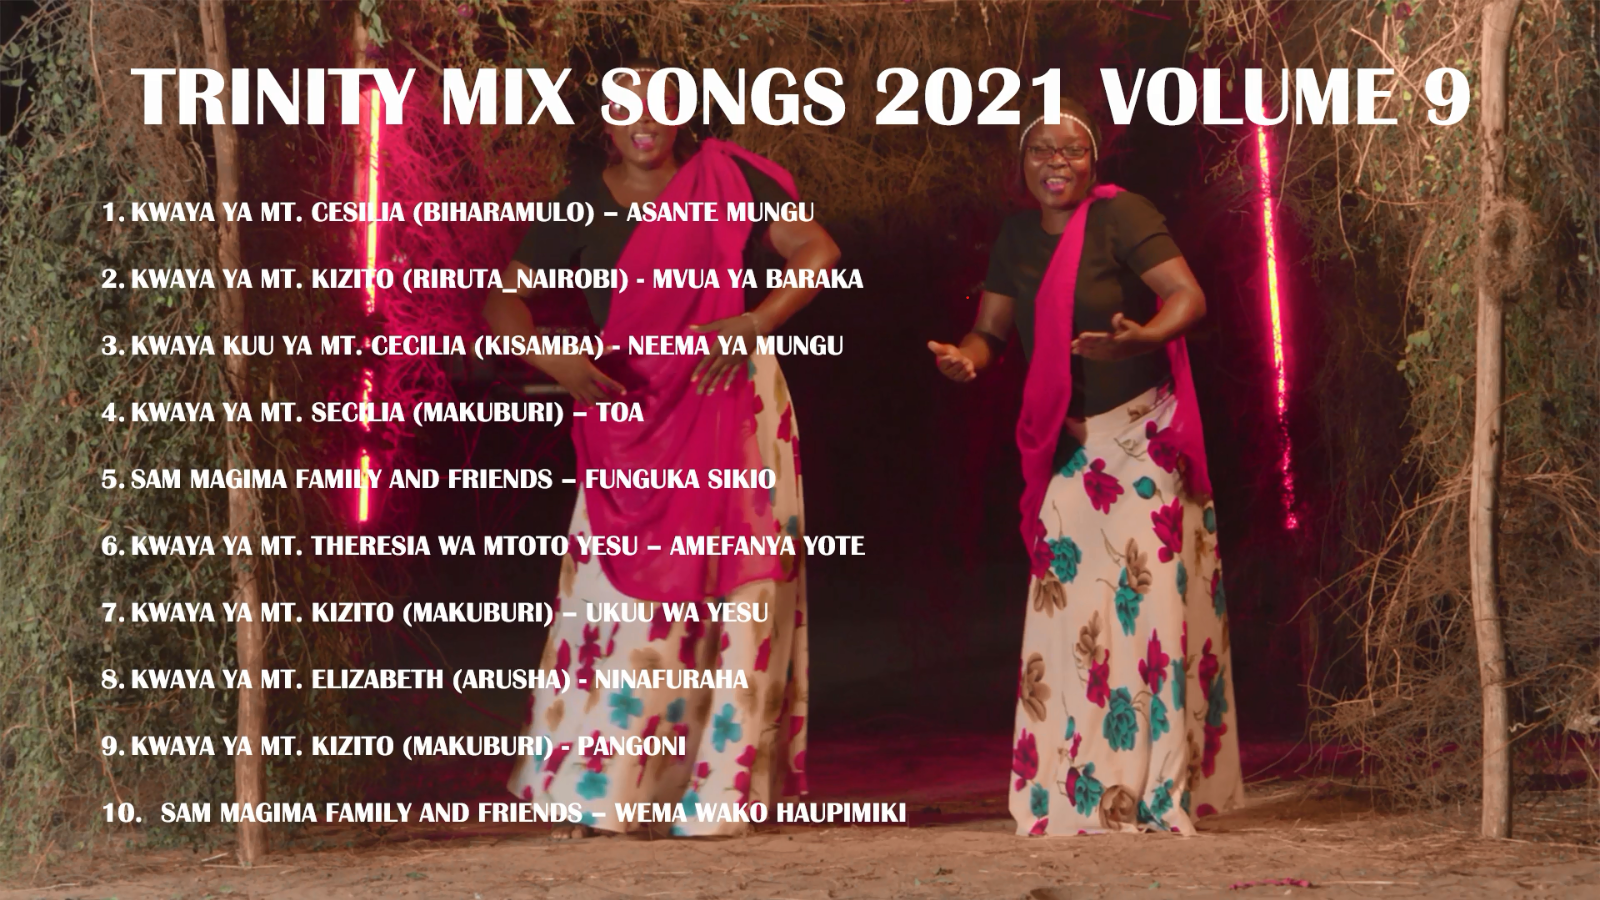 TRINITY MIX SONGS 2021 VOLUME 9
1. KWAYA YA MT. CESILIA (BIHARAMULO) – ASANTE MUNGU
2. KWAYA YA MT. KIZITO (RIRUTA_NAIROBI) - MVUA YA BARAKA
3. KWAYA KUU YA MT. CECILIA (KISAMBA) - NEEMA YA MUNGU
4. KWAYA YA MT. SECILIA (MAKUBURI) – TOA
5. SAM MAGIMA FAMILY AND FRIENDS – FUNGUKA SIKIO
6. KWAYA YA MT. THERESIA WA MTOTO YESU – AMEFANYA YOTE
7. KWAYA YA MT. KIZITO (MAKUBURI) – UKUU WA YESU
8. KWAYA YA MT. ELIZABETH (ARUSHA) - NINAFURAHA
9. KWAYA YA MT. KIZITO (MAKUBURI) - PANGONI
10. SAM MAGIMA FAMILY AND FRIENDS – WEMA WAKO HAUPIMIKI